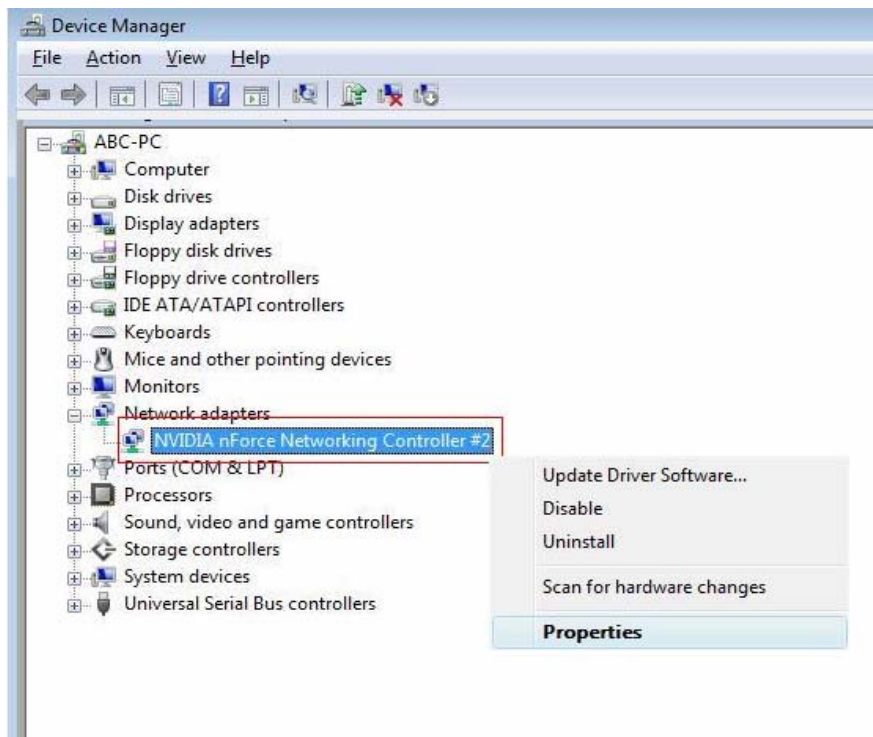 Device Manager
File Action View Help
ABC-PC
Computer
Disk drives
Display adapters
Floppy disk drives
Floppy drive controllers
IDE ATA/ATAPI controllers
Keyboards
Mice and other pointing devices
Monitors
Network adapters
NVIDIA nForce Networking Controller #2
Ports (COM & LPT)
Processors
Sound, video and game controllers
Storage controllers
System devices
Universal Serial Bus controllers
Update Driver Software...
Disable
Uninstall
Scan for hardware changes
Properties